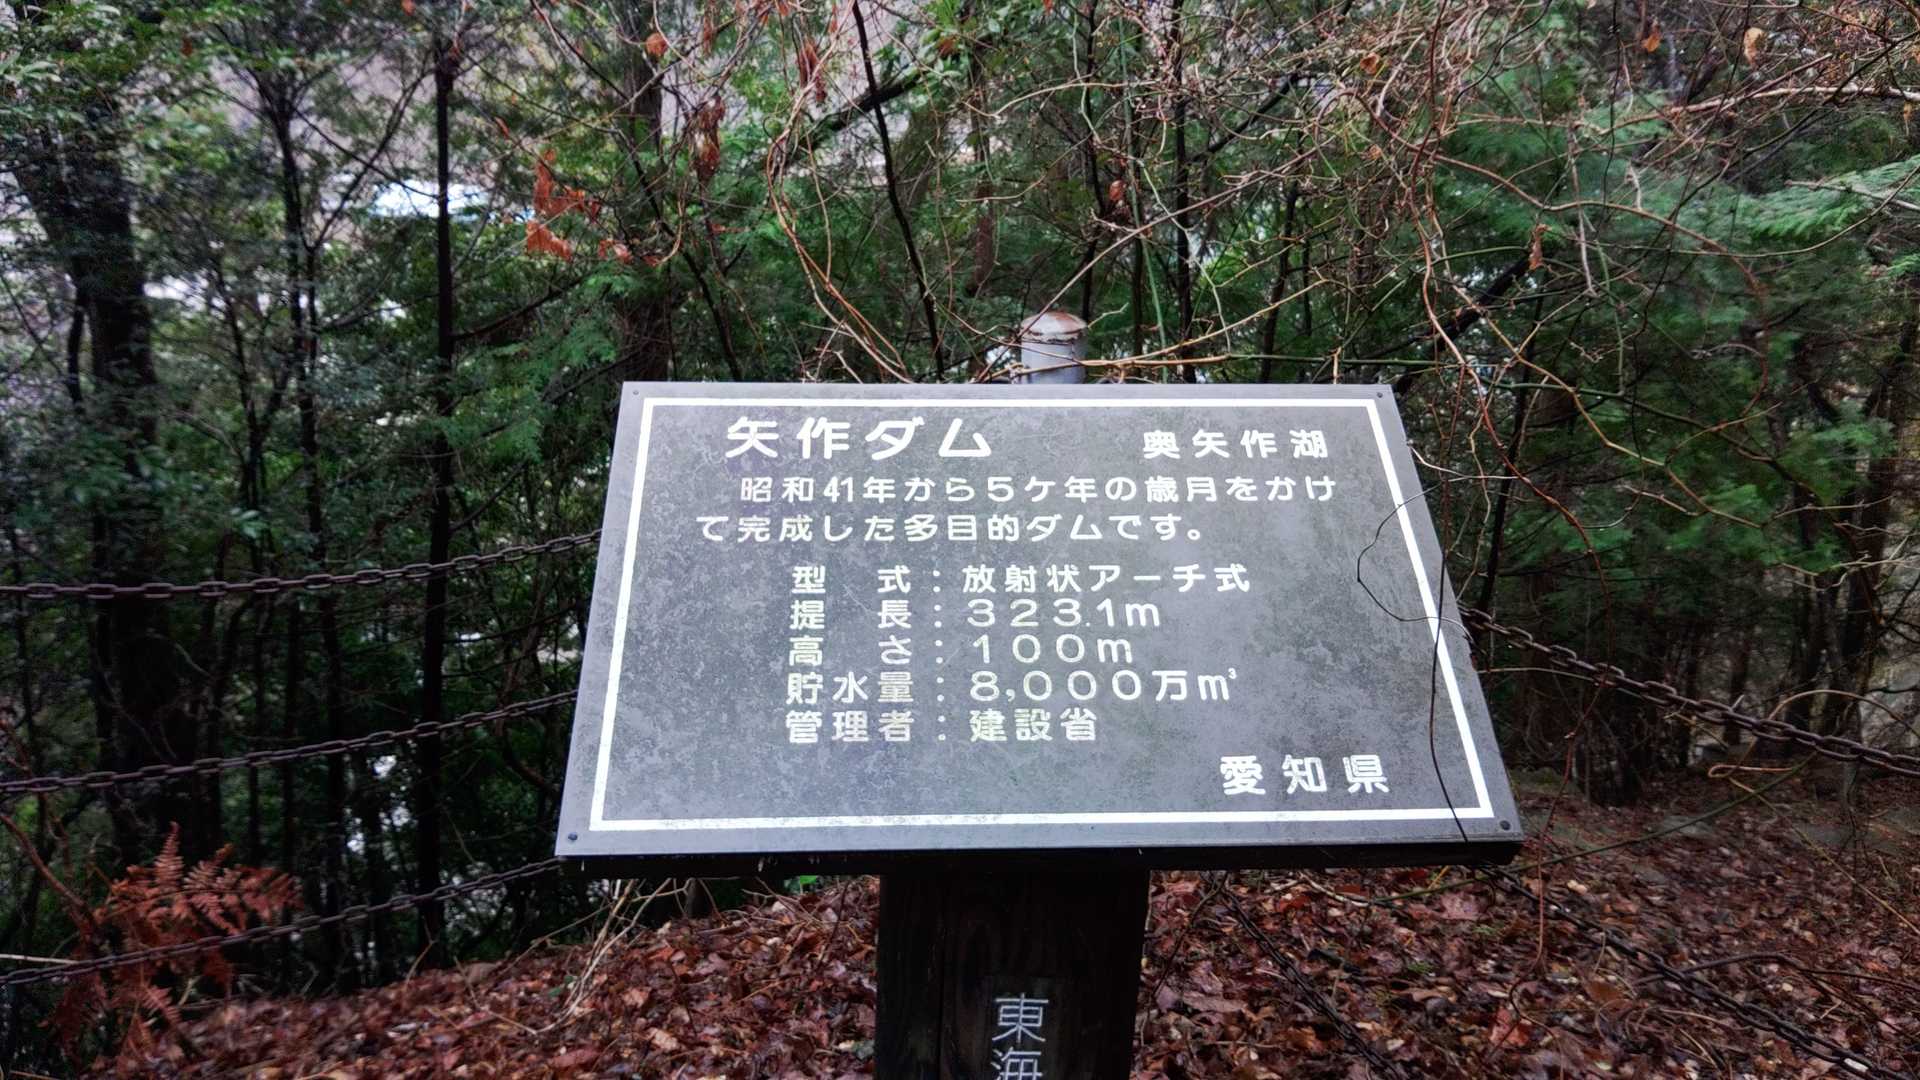 矢作ダム 奥矢作湖
昭和41年から5ケ年の歳月をかけ
て完成した多目的ダムです。
型 式：放射状アーチ式
提 長：323.1m
高 さ：100m
貯水量：8,000万m³
管理者：建設省
愛知県
東海